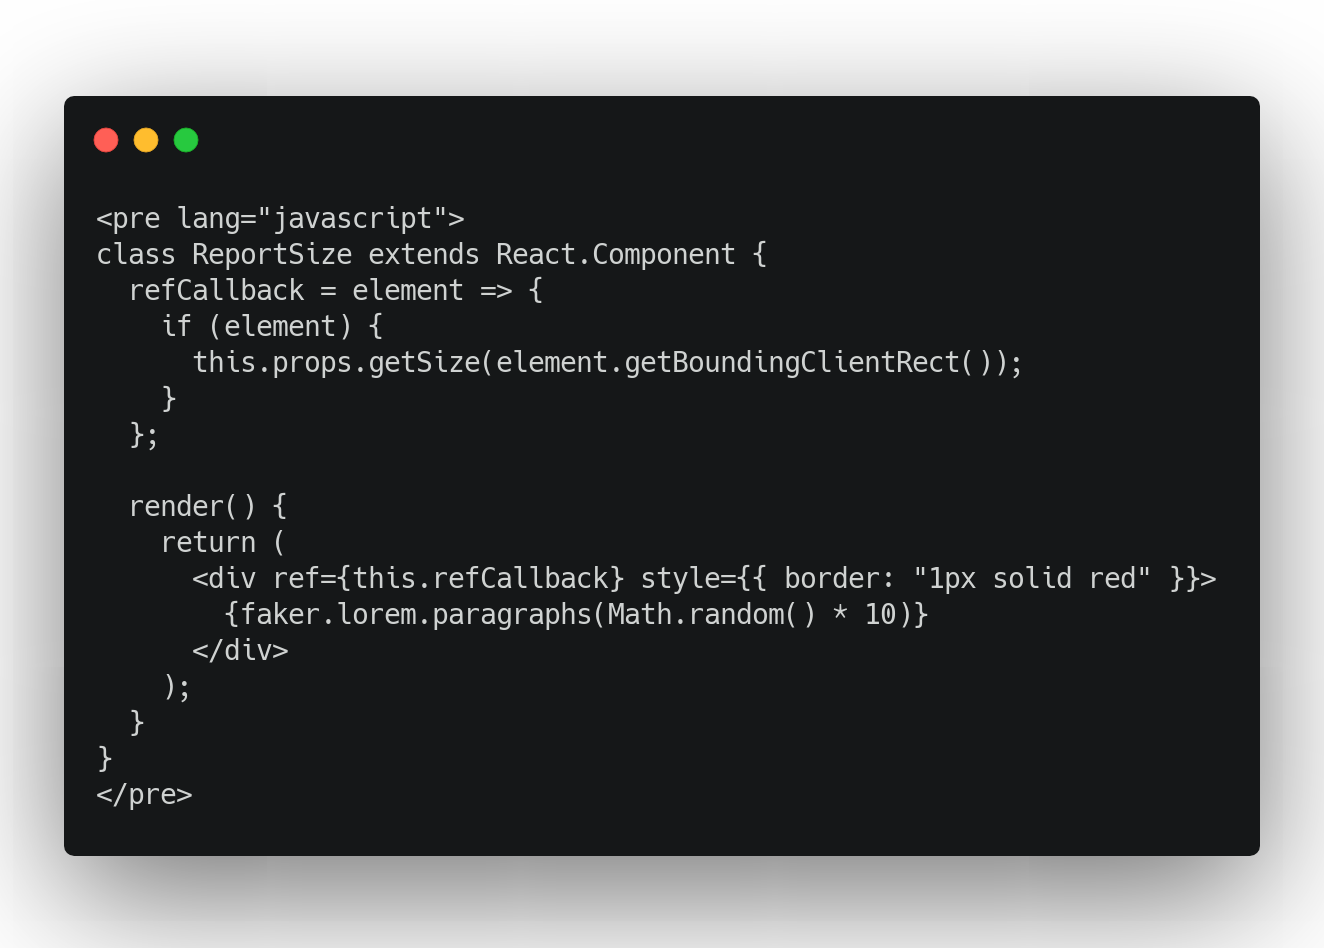 <pre lang="javascript">
class ReportSize extends React.Component {
  refCallback = element => {
    if (element) {
      this.props.getSize(element.getBoundingClientRect());
    }
  };

  render() {
    return (
      <div ref={this.refCallback} style={{ border: "1px solid red" }}>
        {faker.lorem.paragraphs(Math.random() * 10)}
      </div>
    );
  }
}
</pre>